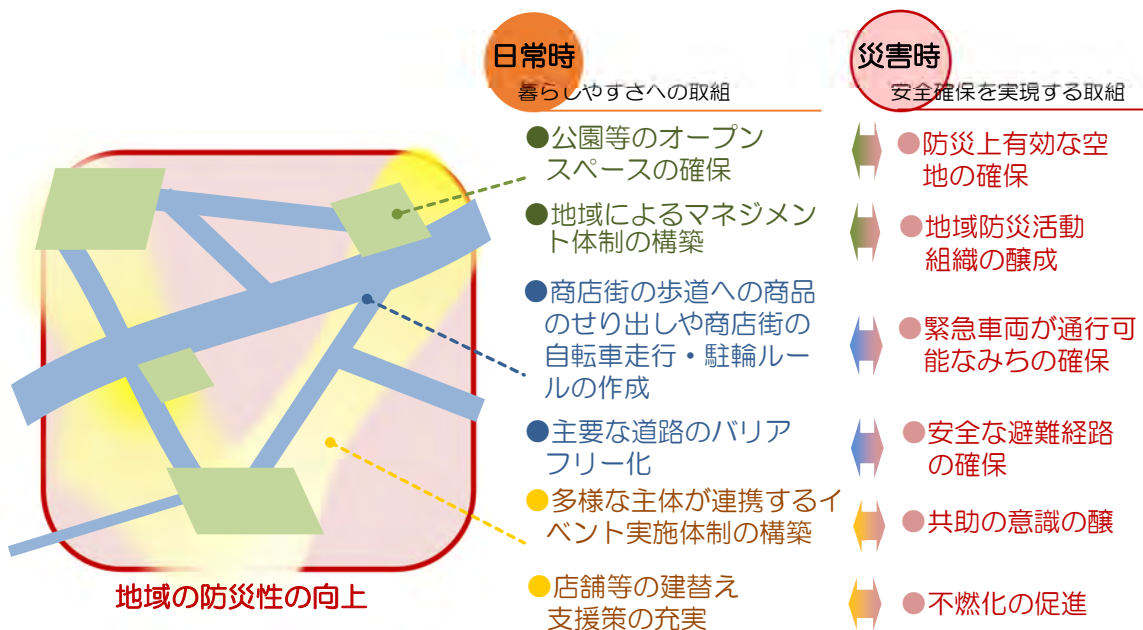 日常時
暮らしやすさへの取組
●公園等のオープン
スペースの確保
●地域によるマネジメン
ト体制の構築
●商店街の歩道への商品
のせり出しや商店街の
自転車走行・駐輪ルー
ルの作成
●主要な道路のバリア
フリー化
●多様な主体が連携するイ
ベント実施体制の構築
●店舗等の建替え
支援策の充実
災害時
安全確保を実現する取組
●防災上有効な空
地の確保
●地域防災活動
組織の醸成
●緊急車両が通行可
能なみちの確保
●安全な避難経路
の確保
●共助の意識の醸
●不燃化の促進
地域の防災性の向上